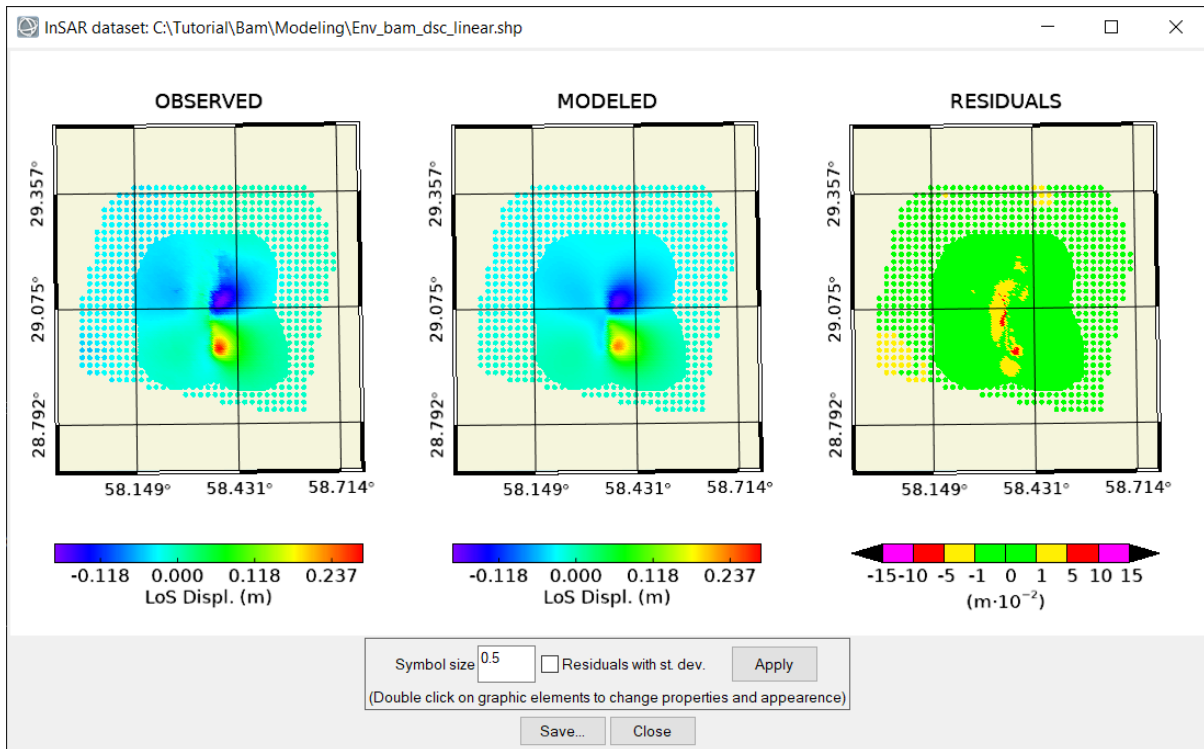 InSAR dataset: C:\Tutorial\Bam\Modeling\Env_bam_dsc_linear.shp
OBSERVED MODELED RESIDUALS
29.357° 29.357° 29.357°
29.075° 29.075° 29.075°
28.792° 28.792° 28.792°
58.149° 58.431° 58.714° 58.149° 58.431° 58.714° 58.149° 58.431° 58.714°
-0.118 0.000 0.118 0.237 -0.118 0.000 0.118 0.237 -15-10 -5 -1 0 1 5 10 15
LoS Displ. (m) LoS Displ. (m) (m·10⁻²)
Symbol size 0.5 Residuals with st. dev. Apply
(Double click on graphic elements to change properties and appearence)
Save... Close